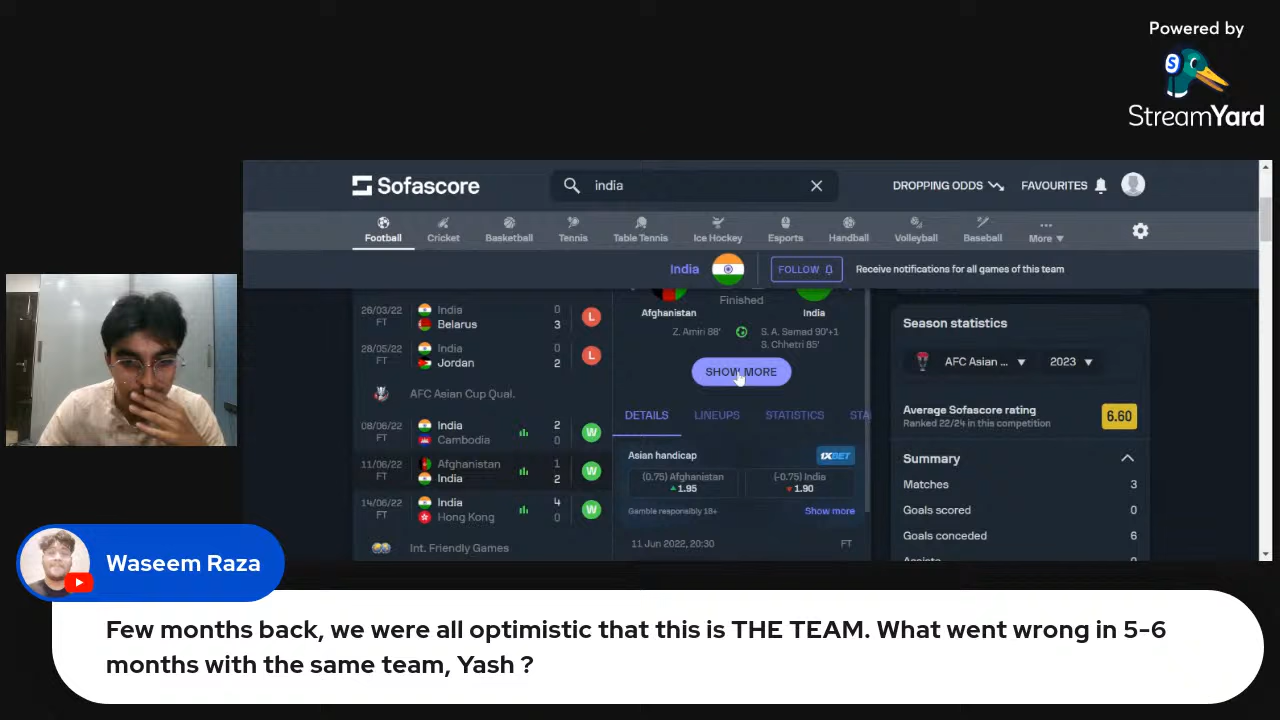 Powered by
S
StreamYard
Sofascore
india
DROPPING ODDS
FAVOURITES
Football
Cricket
Basketball
Tennis
Table Tennis
Ice Hockey
Esports
Handball
Volleyball
Baseball
More
India
FOLLOW
Receive notifications for all games of this team
26/03/22
FT
India 0
Belarus 3
L
28/05/22
FT
India 0
Jordan 2
L
AFC Asian Cup Qual.
08/06/22
FT
India 2
Cambodia 0
W
11/06/22
FT
Afghanistan 1
India 2
W
14/06/22
FT
India 4
Hong Kong 0
W
Int. Friendly Games
Finished
Afghanistan
India
Z. Amiri 88'
S. A. Samad 90'+1
S. Chhetri 85'
SHOW MORE
DETAILS
LINEUPS
STATISTICS
STA
Asian handicap
1XBET
(0.75) Afghanistan
1.95
(-0.75) India
1.90
Gamble responsibly 18+
Show more
11 Jun 2022, 20:30
FT
Season statistics
AFC Asian ...
2023
Average Sofascore rating
Ranked 22/24 in this competition
6.60
Summary
Matches 3
Goals scored 0
Goals conceded 6
Waseem Raza
Few months back, we were all optimistic that this is THE TEAM. What went wrong in 5-6
months with the same team, Yash ?